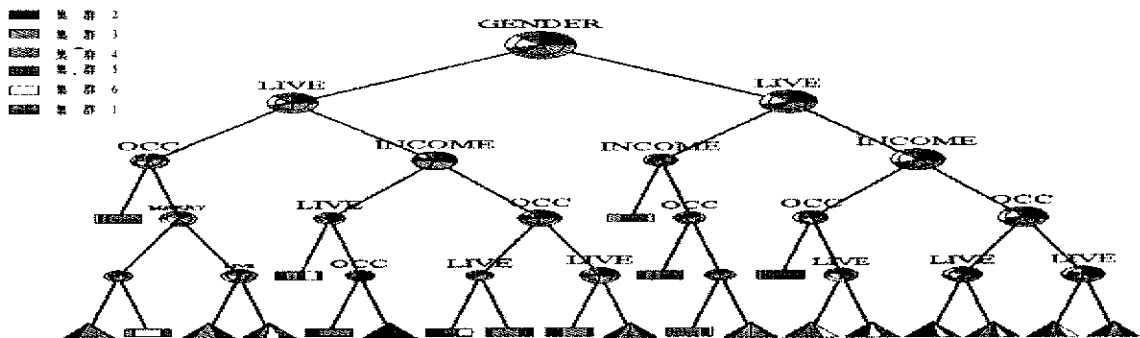 集 群 2
集 群 3
集 群 4
集 群 5
集 群 6
集 群 1
GENDER
LIVE LIVE
OCC INCOME INCOME INCOME
LIVE OCC OCC OCC OCC
OCC LIVE LIVE LIVE LIVE LIVE